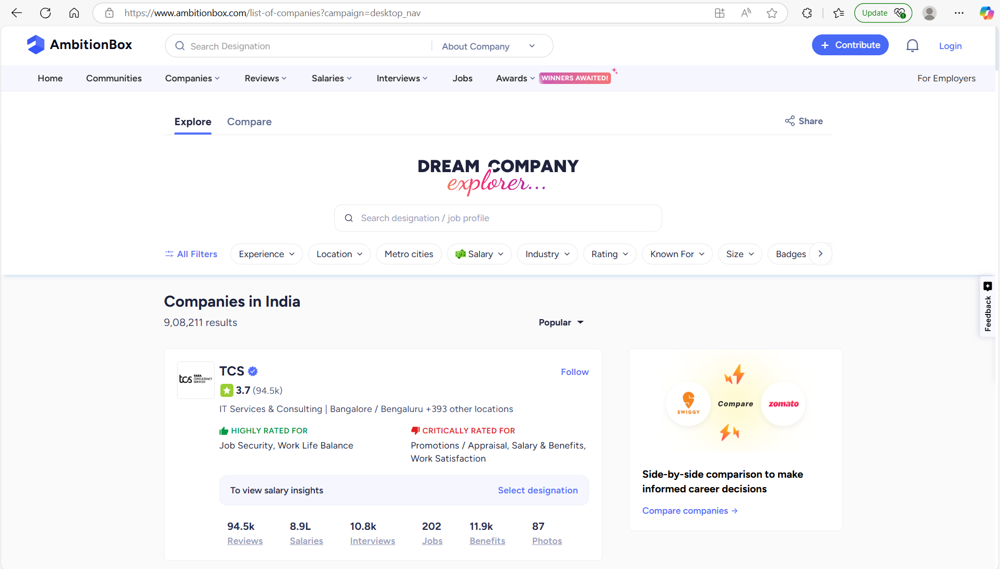 https://www.ambitionbox.com/list-of-companies?campaign=desktop_nav
Update
AmbitionBox
Search Designation
About Company
+ Contribute
Login
Home
Communities
Companies
Reviews
Salaries
Interviews
Jobs
Awards
WINNERS AWAITED!
For Employers
Explore
Compare
Share
DREAM COMPANY
explorer...
Search designation / job profile
All Filters
Experience
Location
Metro cities
Salary
Industry
Rating
Known For
Size
Badges
Feedback
Companies in India
9,08,211 results
Popular
tcs TATA
CONSULTANCY
SERVICES
TCS
Follow
3.7 (94.5k)
IT Services & Consulting | Bangalore / Bengaluru +393 other locations
HIGHLY RATED FOR
Job Security, Work Life Balance
CRITICALLY RATED FOR
Promotions / Appraisal, Salary & Benefits,
Work Satisfaction
To view salary insights
Select designation
94.5k
Reviews
8.9L
Salaries
10.8k
Interviews
202
Jobs
11.9k
Benefits
87
Photos
SWIGGY
Compare
zomato
Side-by-side comparison to make
informed career decisions
Compare companies →